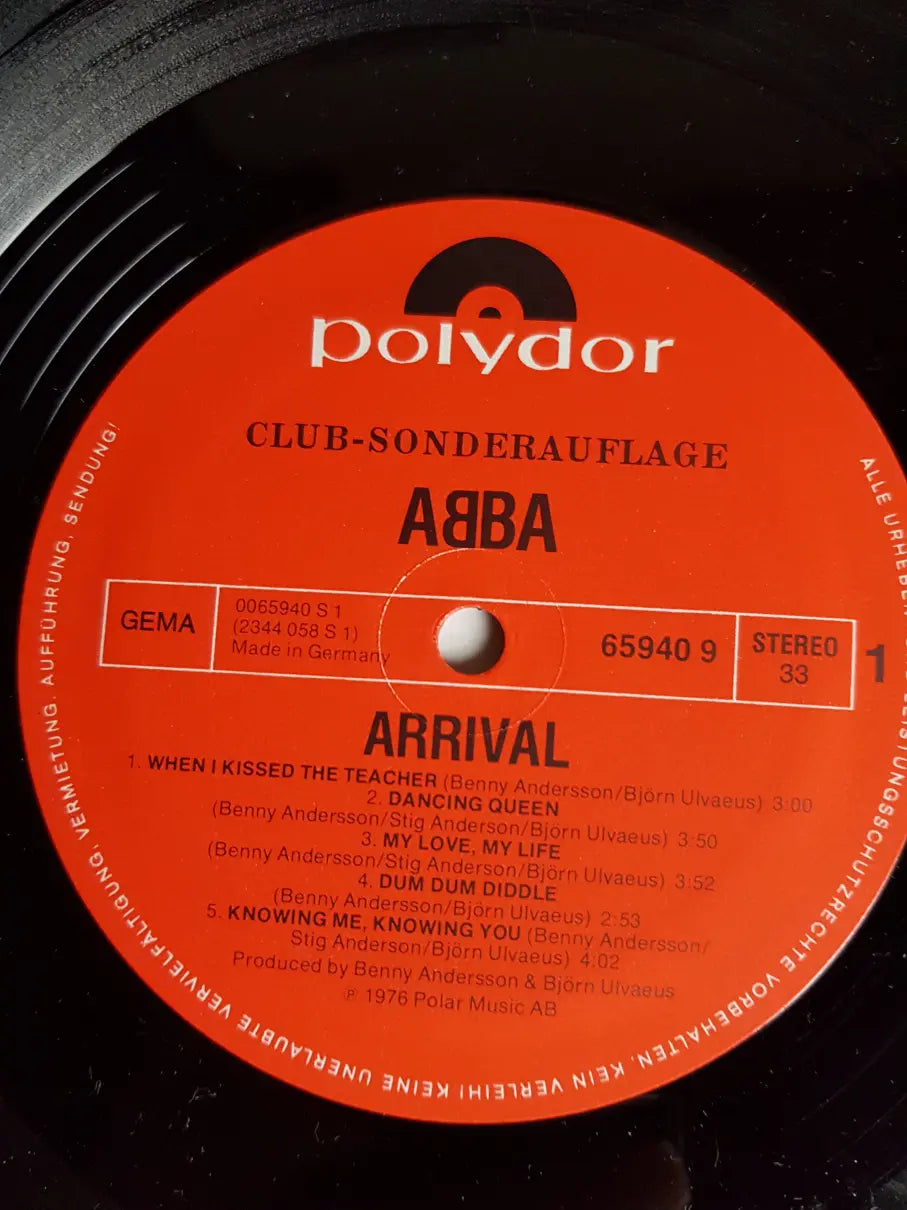 polydor
CLUB-SONDERAUFLAGE
ABBA
GEMA
0065940 S 1
(2344 058 S 1)
Made in Germany
65940 9
STEREO
33
1
ARRIVAL
1. WHEN I KISSED THE TEACHER (Benny Andersson/Björn Ulvaeus) 3:00
2. DANCING QUEEN
(Benny Andersson/Stig Anderson/Björn Ulvaeus) 3:50
3. MY LOVE, MY LIFE
(Benny Andersson/Stig Anderson/Björn Ulvaeus) 3:52
4. DUM DUM DIDDLE
(Benny Andersson/Björn Ulvaeus) 2:53
5. KNOWING ME, KNOWING YOU (Benny Andersson/
Stig Anderson/Björn Ulvaeus) 4:02
Produced by Benny Andersson & Björn Ulvaeus
℗ 1976 Polar Music AB
ALLE LEISTUNGSSCHUTZRECHTE VORBEHALTEN. KEIN VERLEIH! KEINE UNERLAUBTE VERVIELFÄLTIGUNG, VERMIETUNG, AUFFÜHRUNG, SENDUNG!